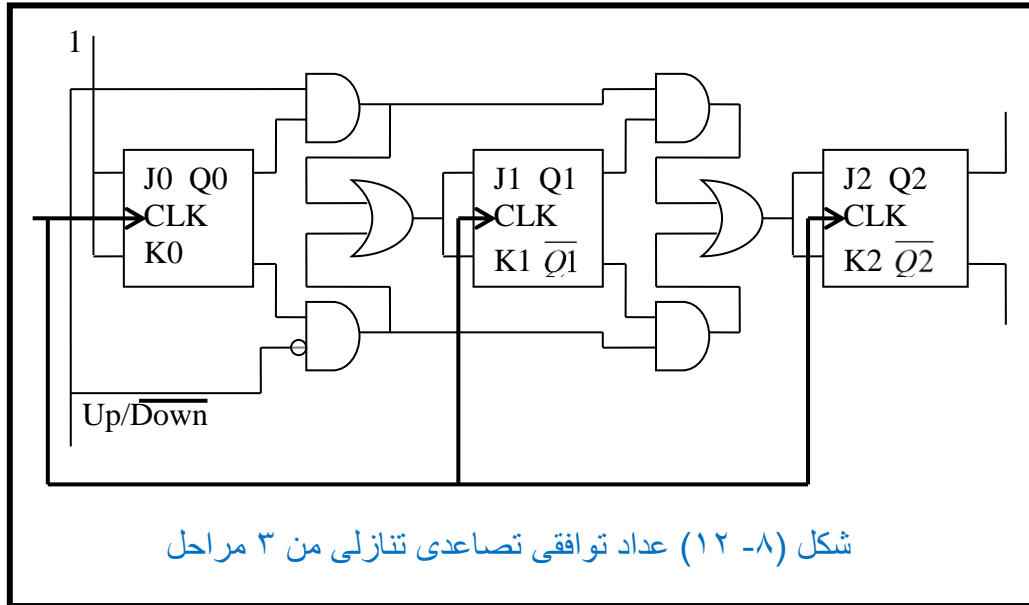 1
J0 Q0
CLK
K0
J1 Q1
CLK
K1 Q1̅
J2 Q2
CLK
K2 Q2̅
Up/D̅o̅w̅n̅
شكل (٨- ١٢) عداد توافقى تصاعدى تنازلى من ٣ مراحل